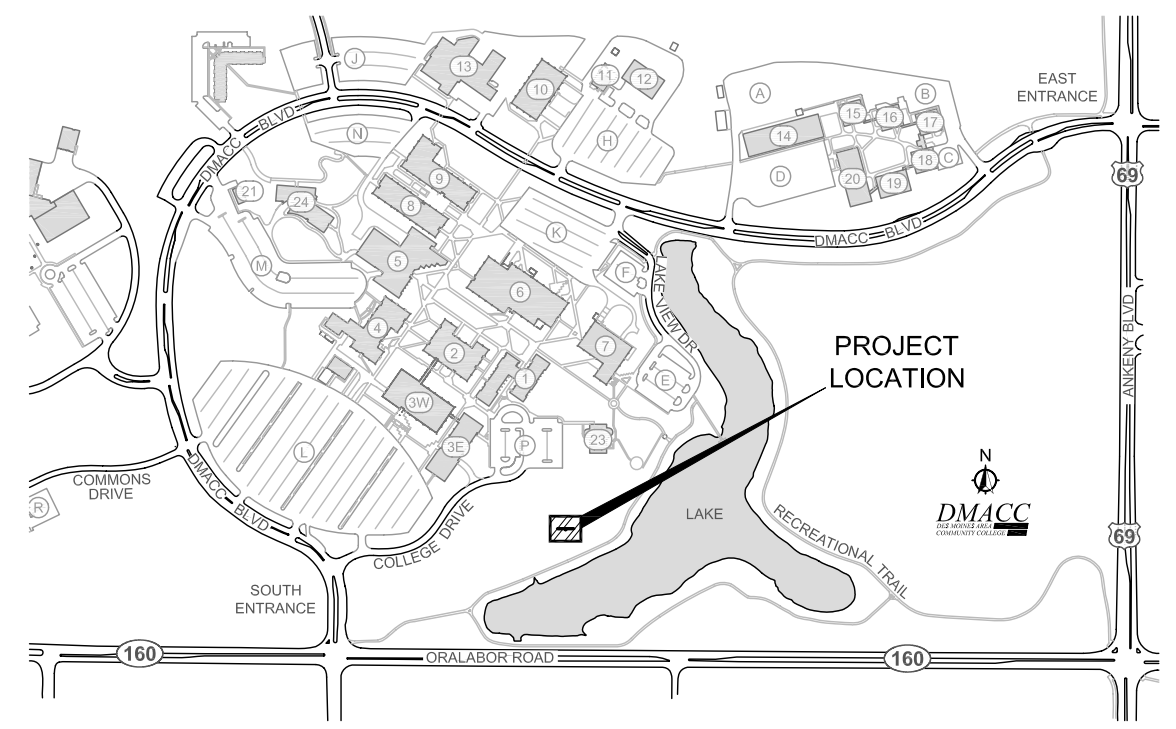 J
13
10
11
12
A
B
EAST
ENTRANCE
15
16
17
14
18
C
H
N
DMACC BLVD
9
D
20
19
69
21
24
8
K
DMACC BLVD
M
5
F
LAKE VIEW DR
6
4
2
7
ANKENY BLVD
PROJECT
LOCATION
1
E
3W
3E
P
23
L
COMMONS
DRIVE
R
DMACC BLVD
COLLEGE DRIVE
LAKE
RECREATIONAL TRAIL
N
DMACC
DES MOINES AREA
COMMUNITY COLLEGE
69
SOUTH
ENTRANCE
160
ORALABOR ROAD
160